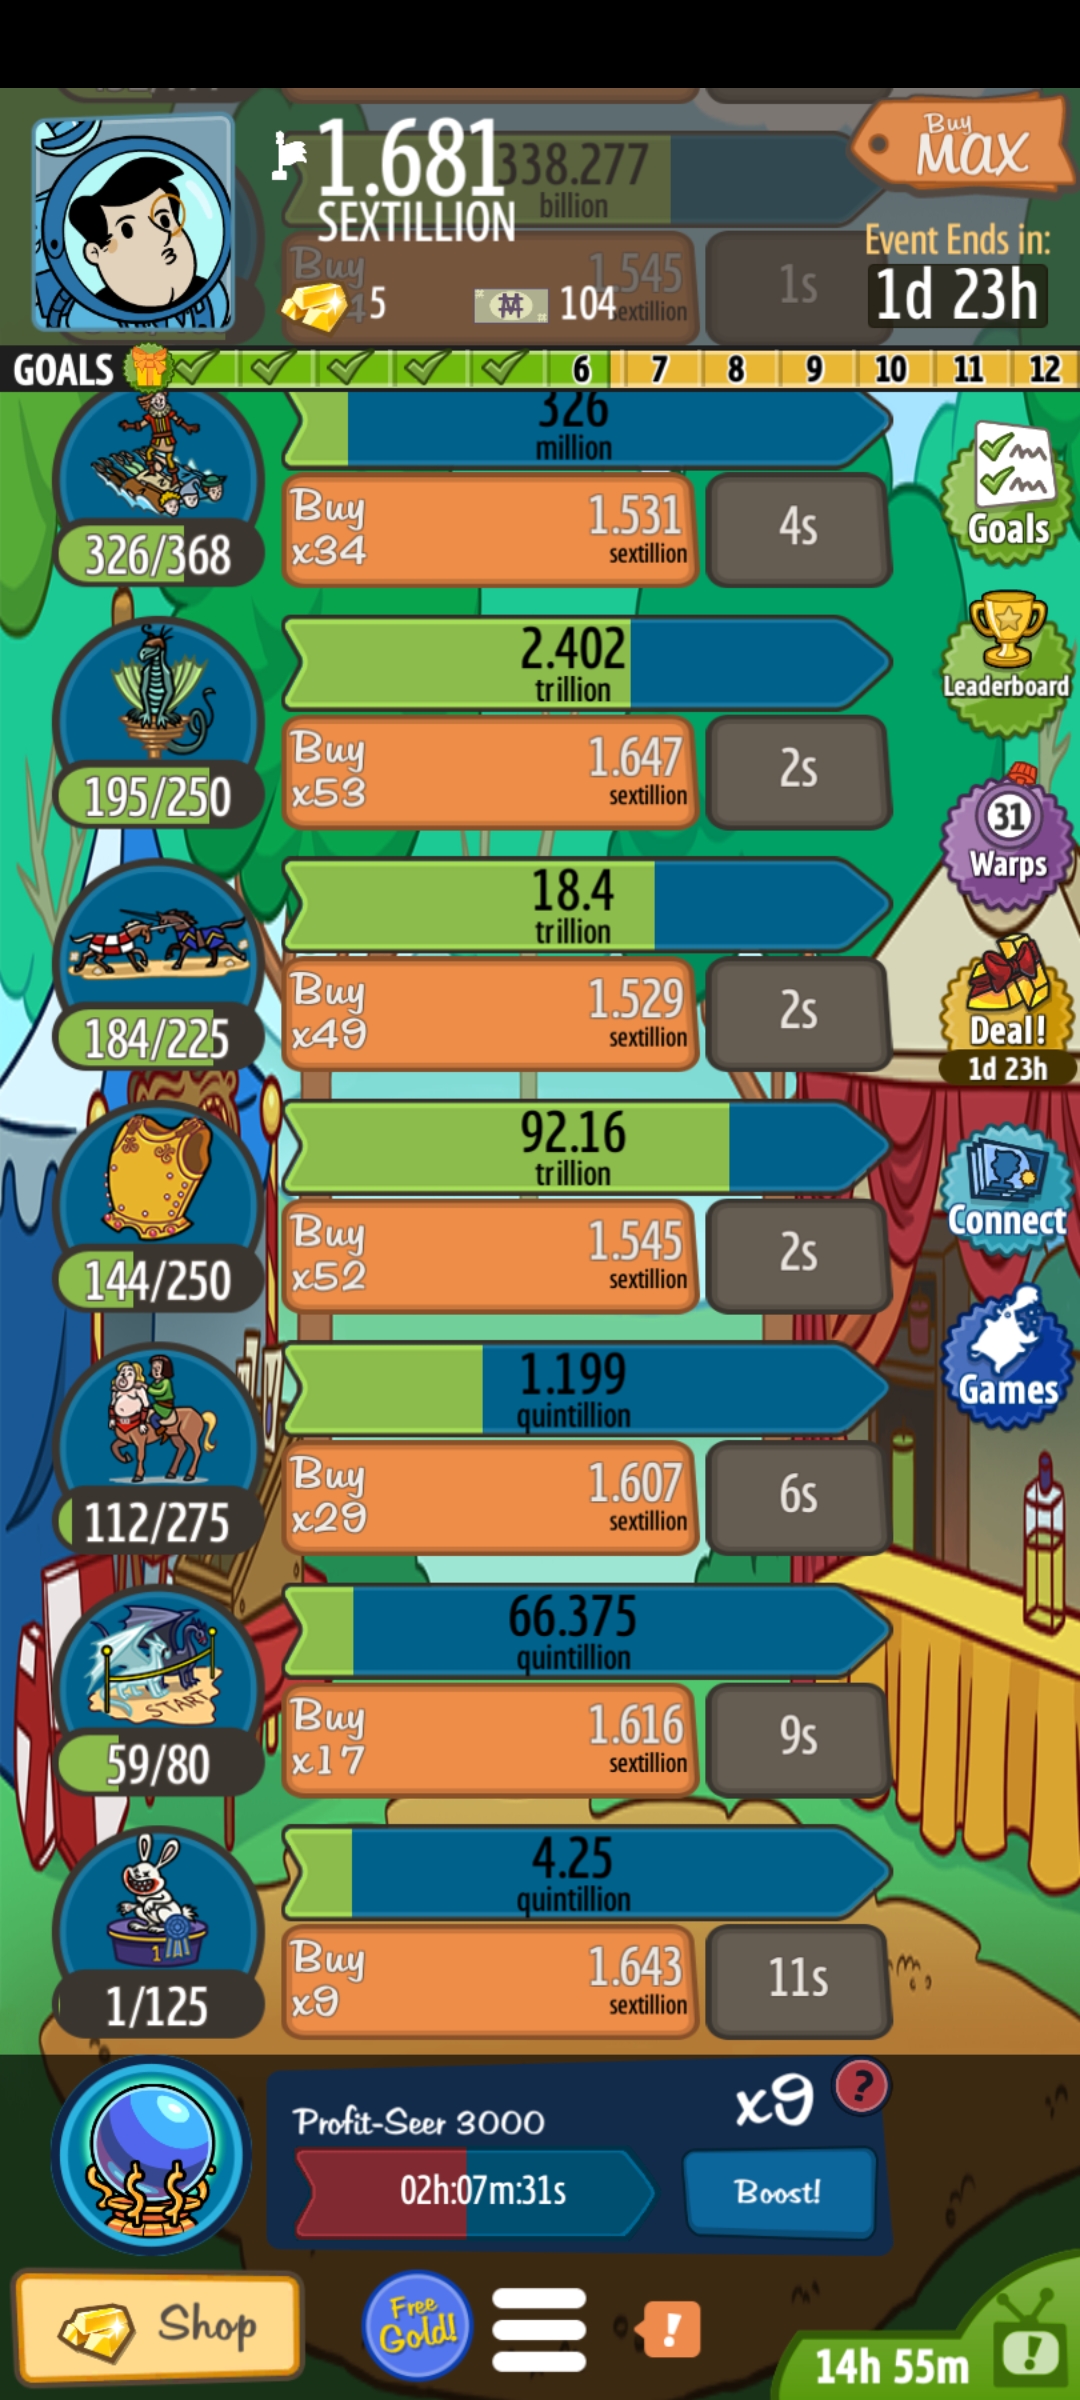 1.681
SEXTILLION
338.277
billion
Buy
MAX
Buy
1.545
sextillion
1s
5
104
Event Ends in:
1d 23h
GOALS
6 7 8 9 10 11 12
326
million
326/368
Buy
x34
1.531
sextillion
4s
Goals
2.402
trillion
195/250
Buy
x53
1.647
sextillion
2s
Leaderboard
31
Warps
18.4
trillion
184/225
Buy
x49
1.529
sextillion
2s
Deal!
1d 23h
92.16
trillion
144/250
Buy
x52
1.545
sextillion
2s
Connect
1.199
quintillion
112/275
Buy
x29
1.607
sextillion
6s
Games
66.375
quintillion
START
59/80
Buy
x17
1.616
sextillion
9s
4.25
quintillion
1
1/125
Buy
x9
1.643
sextillion
11s
Profit-Seer 3000
x9
?
02h:07m:31s
Boost!
Shop
Free
Gold!
!
14h 55m
!